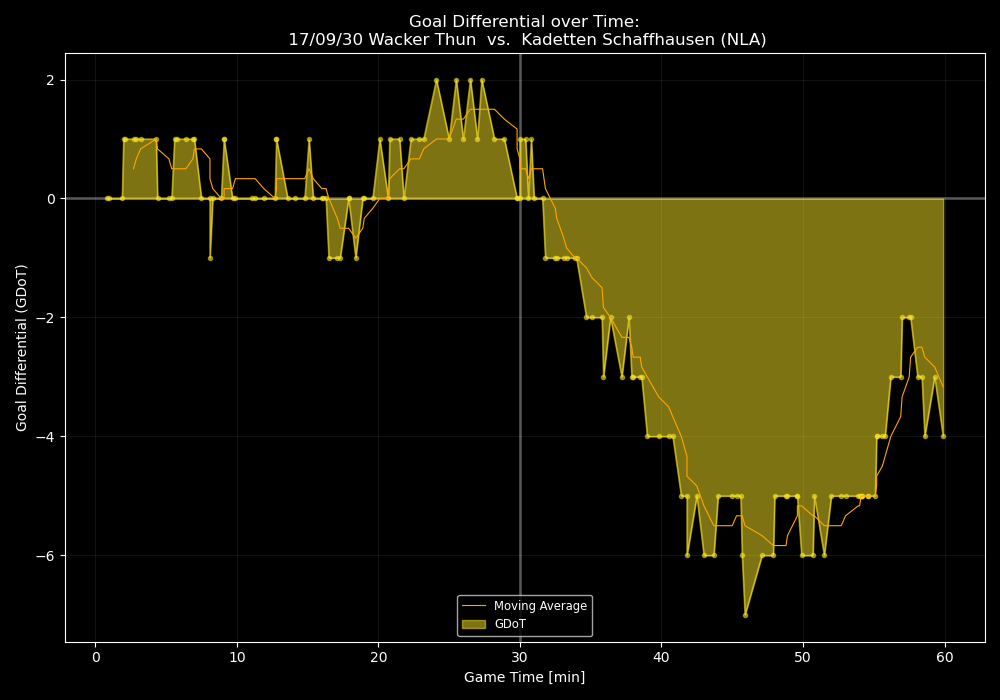 Goal Differential over Time:
17/09/30 Wacker Thun  vs.  Kadetten Schaffhausen (NLA)
Goal Differential (GDoT)
2
0
−2
−4
−6
Moving Average
GDoT
0 10 20 30 40 50 60
Game Time [min]